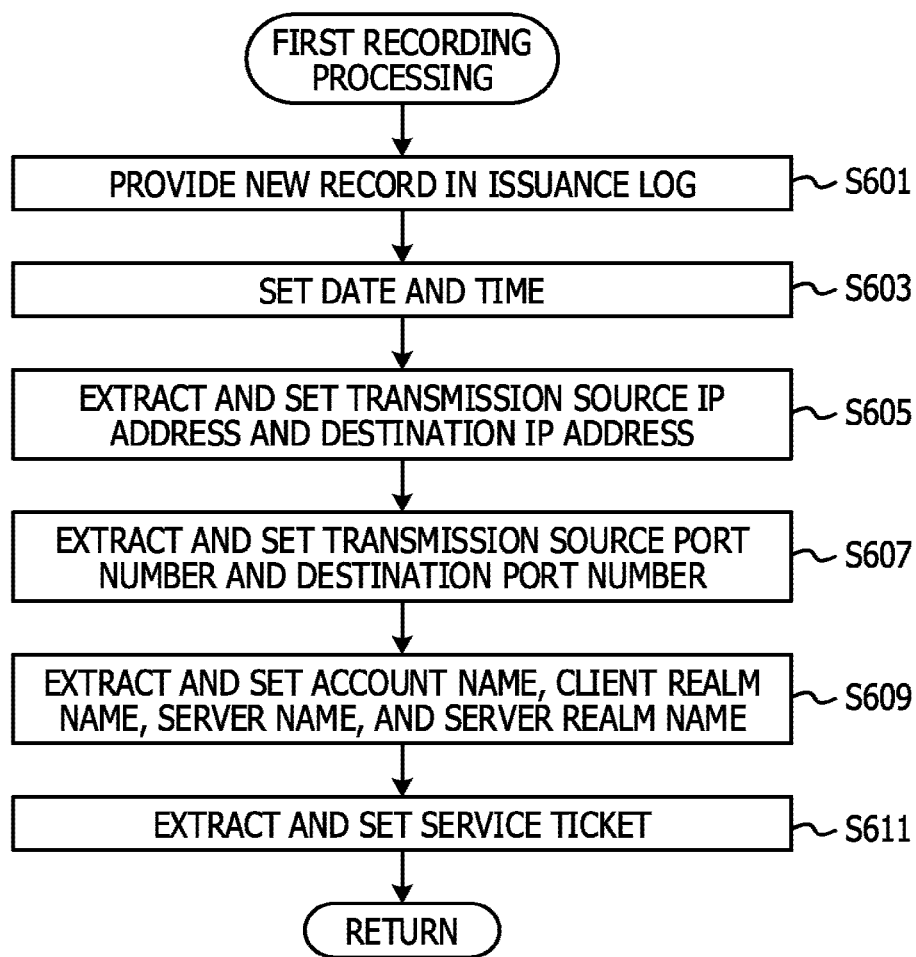 FIRST RECORDING
PROCESSING
PROVIDE NEW RECORD IN ISSUANCE LOG
S601
SET DATE AND TIME
S603
EXTRACT AND SET TRANSMISSION SOURCE IP
ADDRESS AND DESTINATION IP ADDRESS
S605
EXTRACT AND SET TRANSMISSION SOURCE PORT
NUMBER AND DESTINATION PORT NUMBER
S607
EXTRACT AND SET ACCOUNT NAME, CLIENT REALM
NAME, SERVER NAME, AND SERVER REALM NAME
S609
EXTRACT AND SET SERVICE TICKET
S611
RETURN